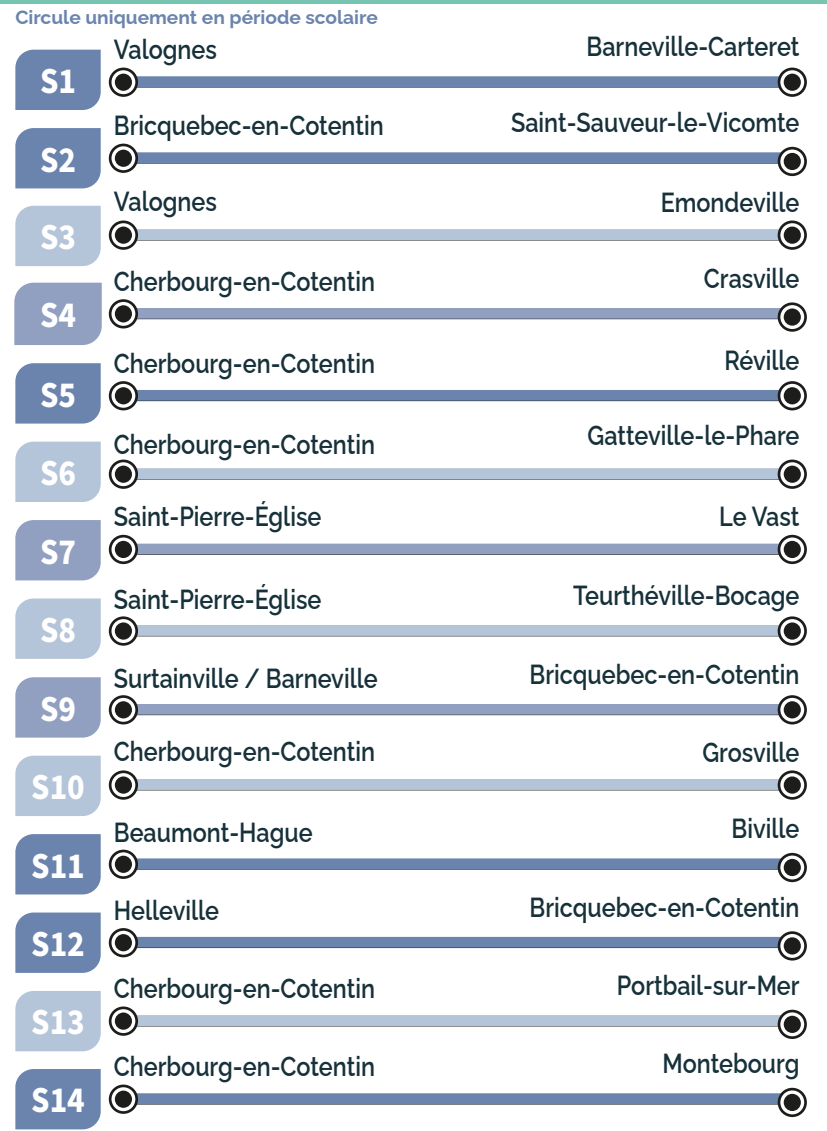 Circule uniquement en période scolaire
S1 Valognes Barneville-Carteret
S2 Bricquebec-en-Cotentin Saint-Sauveur-le-Vicomte
S3 Valognes Emondeville
S4 Cherbourg-en-Cotentin Crasville
S5 Cherbourg-en-Cotentin Réville
S6 Cherbourg-en-Cotentin Gatteville-le-Phare
S7 Saint-Pierre-Église Le Vast
S8 Saint-Pierre-Église Teurthéville-Bocage
S9 Surtainville / Barneville Bricquebec-en-Cotentin
S10 Cherbourg-en-Cotentin Grosville
S11 Beaumont-Hague Biville
S12 Helleville Bricquebec-en-Cotentin
S13 Cherbourg-en-Cotentin Portbail-sur-Mer
S14 Cherbourg-en-Cotentin Montebourg